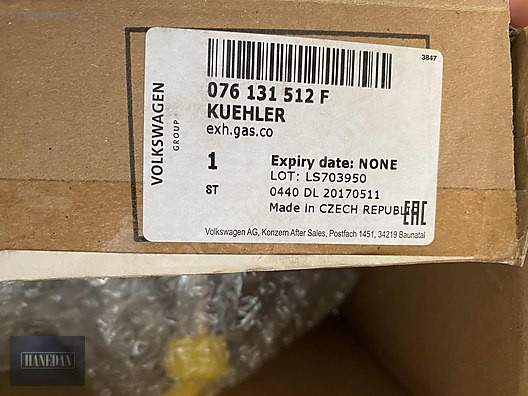 3847
VOLKSWAGEN
GROUP
076 131 512 F
KUEHLER
exh.gas.co
1
ST
Expiry date: NONE
LOT: LS703950
0440 DL 20170511
Made in CZECH REPUBLIC
EAC
Volkswagen AG, Konzern After Sales, Postfach 1451, 34219 Baunatal
HANEDAN